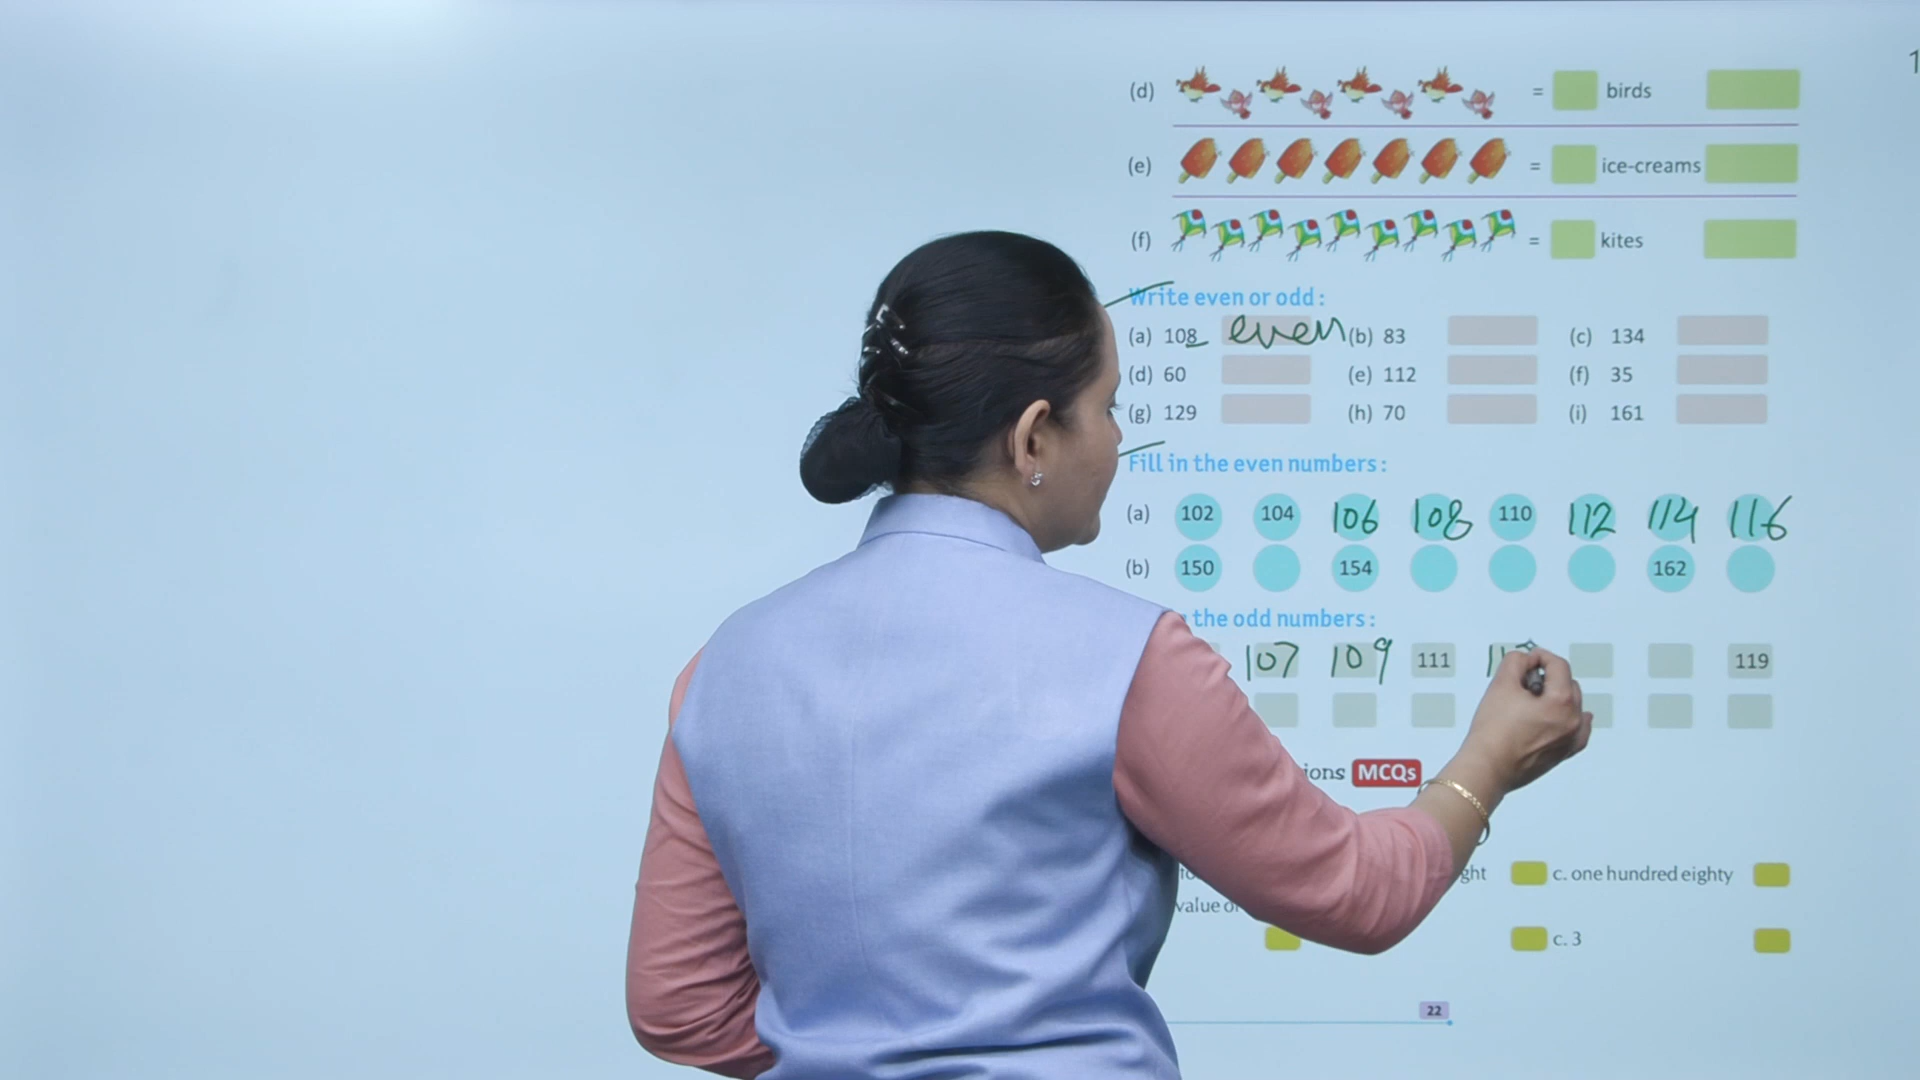 1
(d) = birds
(e) = ice-creams
(f) = kites
Write even or odd :
(a) 108 even (b) 83 (c) 134
(d) 60 (e) 112 (f) 35
(g) 129 (h) 70 (i) 161
Fill in the even numbers :
(a) 102 104 106 108 110 112 114 116
(b) 150 154 162
the odd numbers :
107 109 111 119
MCQs
c. one hundred eighty
value
c. 3
22